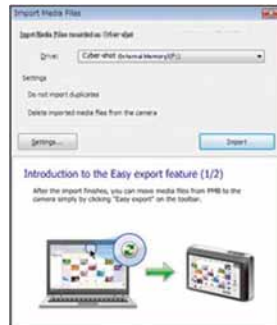 Import Media Files
Import Media Files recorded on Cyber-shot
Drive: Cyber-shot (External Memory)(F:)
Settings
Do not import duplicates
Delete imported media files from the camera
Settings... Import
Introduction to the Easy export feature (1/2)
After the import finishes, you can move media files from PMB to the
camera simply by clicking "Easy export" on the toolbar.